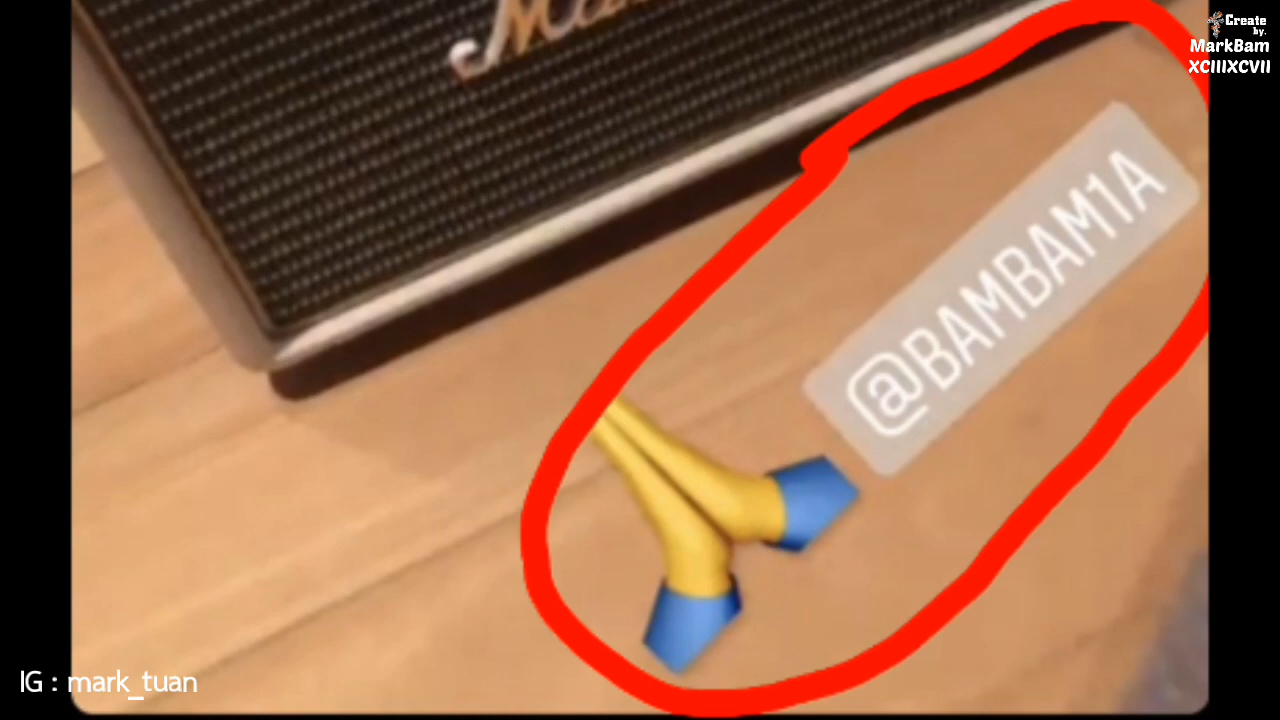 Create
by.
MarkBam
XCIIIXCVII
@BAMBAM1A
IG : mark_tuan